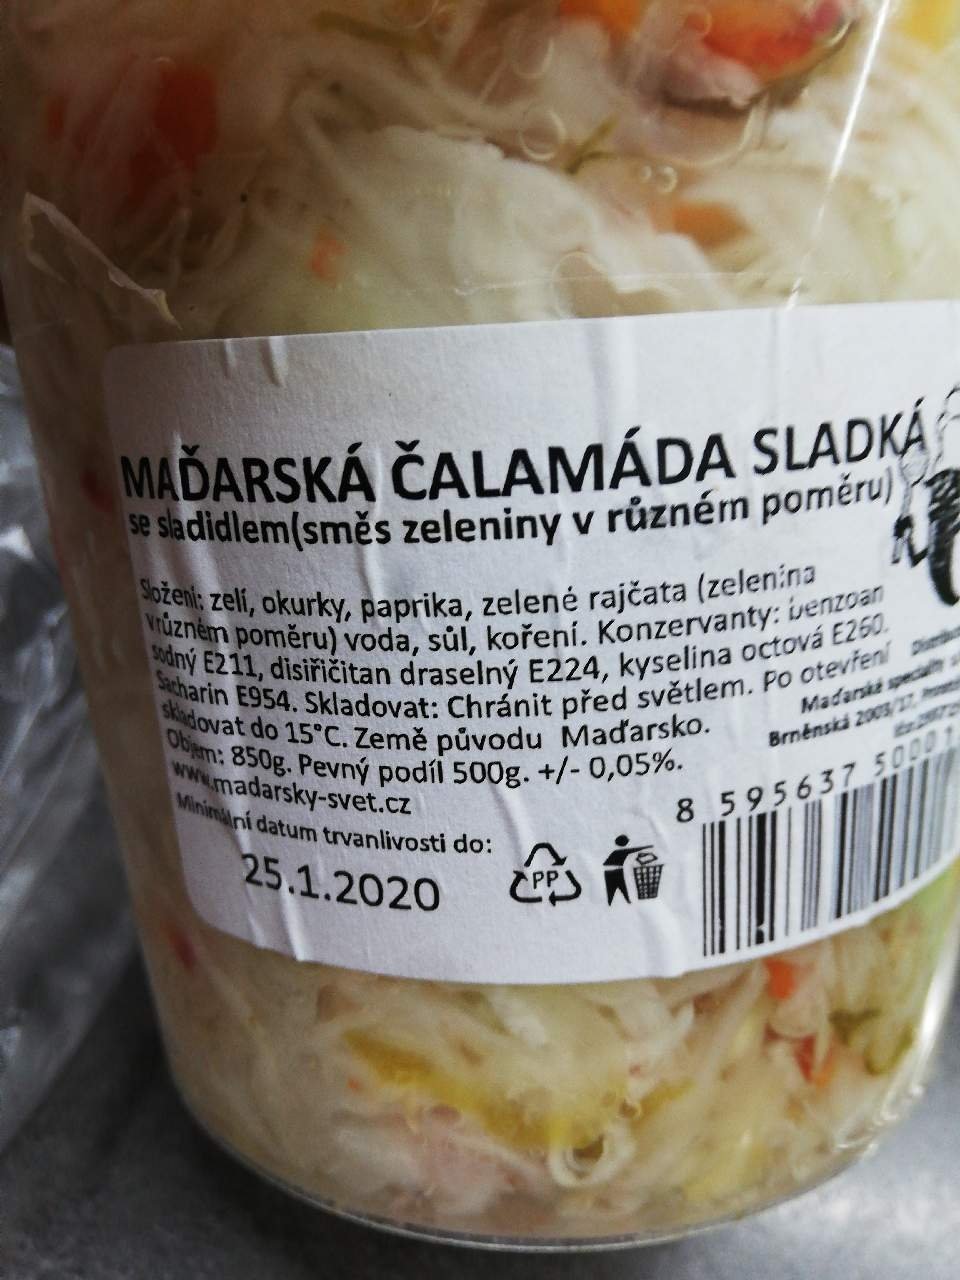 MAĎARSKÁ ČALAMÁDA SLADKÁ
se sladidlem(směs zeleniny v různém poměru)
Složení: zelí, okurky, paprika, zelené rajčata (zelenina
vrůzném poměru) voda, sůl, koření. Konzervanty: benzoan
sodný E211, disiřičitan draselný E224, kyselina octová E260.
Sacharin E954. Skladovat: Chránit před světlem. Po otevření
skladovat do 15°C. Země původu Maďarsko.
Objem: 850g. Pevný podíl 500g. +/- 0,05%.
www.madarsky-svet.cz
Minimální datum trvanlivosti do:
25.1.2020
PP
Maďarské speciality
Brněnská 2003/17,
8 595637 50001